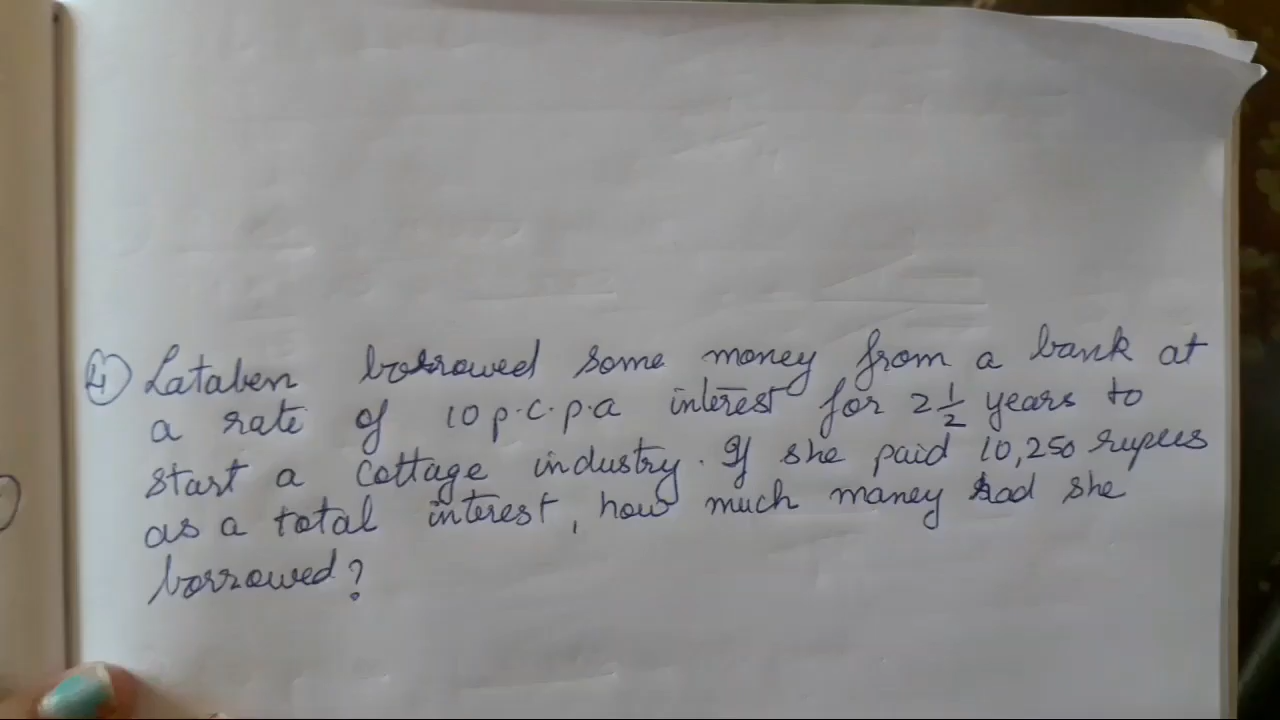 (4) Lataben borrowed some money from a bank at
a rate of 10 p.c.p.a interest for 2 1/2 years to
start a cottage industry. If she paid 10,250 rupees
as a total interest, how much maney had she
borrowed?